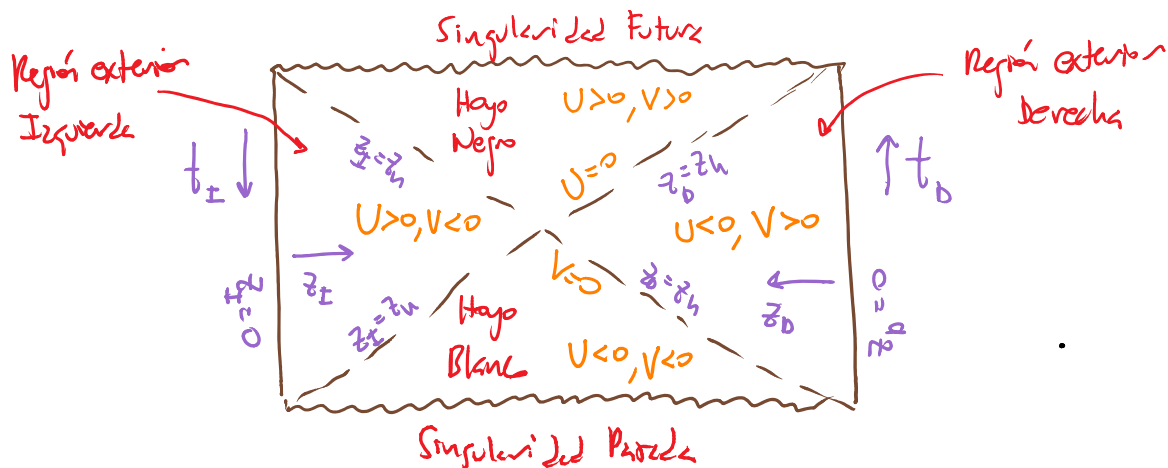 Singularidad Futura
Región exterior
Izquierda
Región exterior
Derecha
Hoyo
Negro
U>0, V>0
t_I
z_I=z_h
U=0
z_D=z_h
t_D
U>0, V<0
U<0, V>0
z_I
z_I=0
V=0
z_D=z_h
z_D
z_D=0
z_I=z_h
Hoyo
Blanco
U<0, V<0
Singularidad Pasada